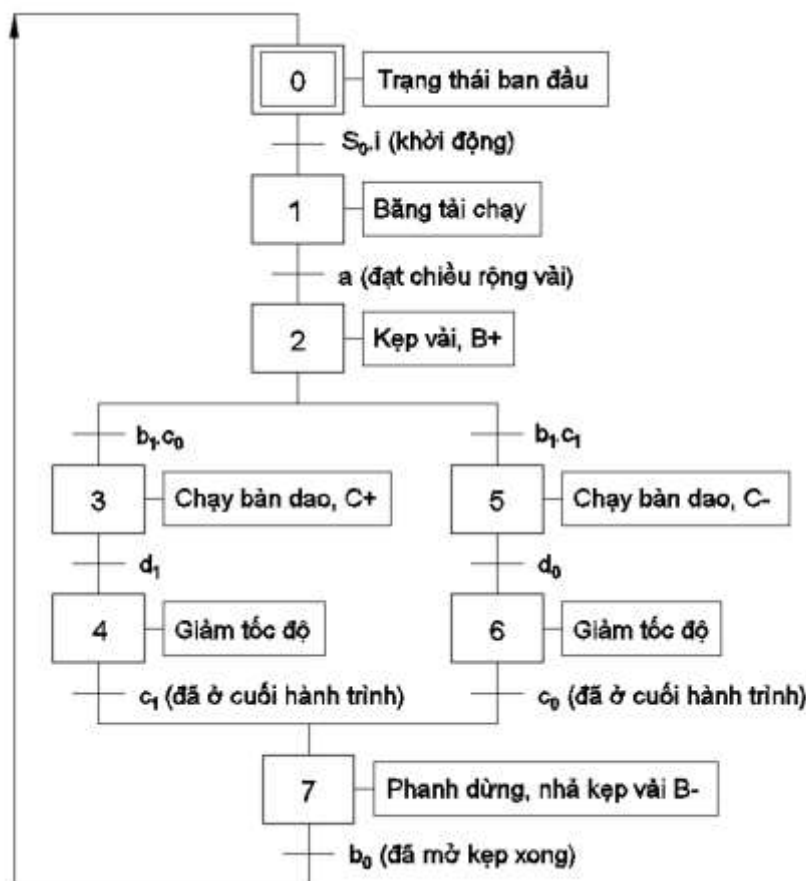 0
Trạng thái ban đầu
S₀.i (khời động)
1
Băng tải chạy
a (đạt chiều rộng vải)
2
Kẹp vải, B+
b₁.c₀
b₁.c₁
3
Chạy bàn dao, C+
5
Chạy bàn dao, C-
d₁
d₀
4
Giảm tốc độ
6
Giảm tốc độ
c₁ (đã ở cuối hành trình)
c₀ (đã ở cuối hành trình)
7
Phanh dừng, nhả kẹp vải B-
b₀ (đã mở kẹp xong)